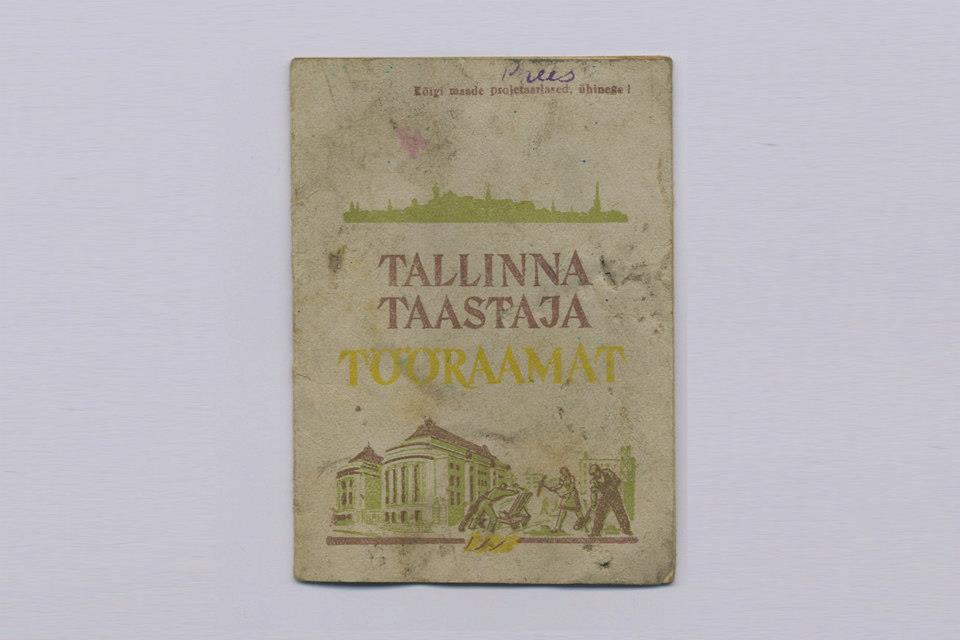 Prees
Kõigi maade proletaarlased, ühinege!
TALLINNA
TAASTAJA
TÖÖRAAMAT